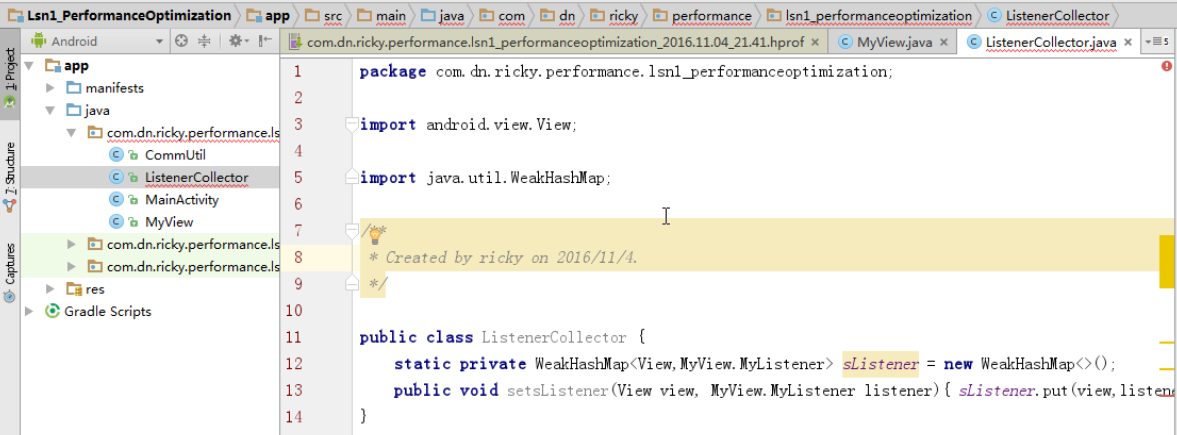 Lsn1_PerformanceOptimization app src main java com dn ricky performance lsn1_performanceoptimization ListenerCollector
Android
com.dn.ricky.performance.lsn1_performanceoptimization_2016.11.04_21.41.hprof × MyView.java × ListenerCollector.java × 5
1: Project
7: Structure
Captures
app
manifests
java
com.dn.ricky.performance.ls
CommUtil
ListenerCollector
MainActivity
MyView
com.dn.ricky.performance.ls
com.dn.ricky.performance.ls
res
Gradle Scripts
1 package com.dn.ricky.performance.lsn1_performanceoptimization;
2
3 import android.view.View;
4
5 import java.util.WeakHashMap;
6
7 /**
8 * Created by ricky on 2016/11/4.
9 */
10
11 public class ListenerCollector {
12 static private WeakHashMap<View,MyView.MyListener> sListener = new WeakHashMap<>();
13 public void setsListener(View view, MyView.MyListener listener){ sListener.put(view,listene
14 }